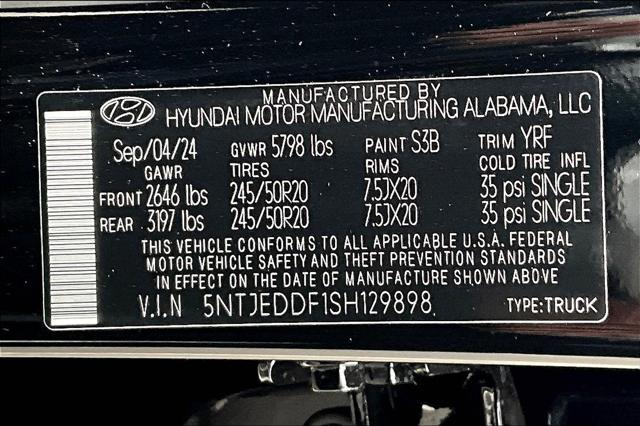 MANUFACTURED BY
HYUNDAI MOTOR MANUFACTURING ALABAMA, LLC
Sep/04/24 GVWR 5798 lbs PAINT S3B TRIM YRF
GAWR TIRES RIMS COLD TIRE INFL
FRONT 2646 lbs 245/50R20 7.5JX20 35 psi SINGLE
REAR 3197 lbs 245/50R20 7.5JX20 35 psi SINGLE
THIS VEHICLE CONFORMS TO ALL APPLICABLE U.S.A. FEDERAL
MOTOR VEHICLE SAFETY AND THEFT PREVENTION STANDARDS
IN EFFECT ON THE DATE OF MANUFACTURE SHOWN ABOVE
V.I.N 5NTJEDDF1SH129898 TYPE:TRUCK